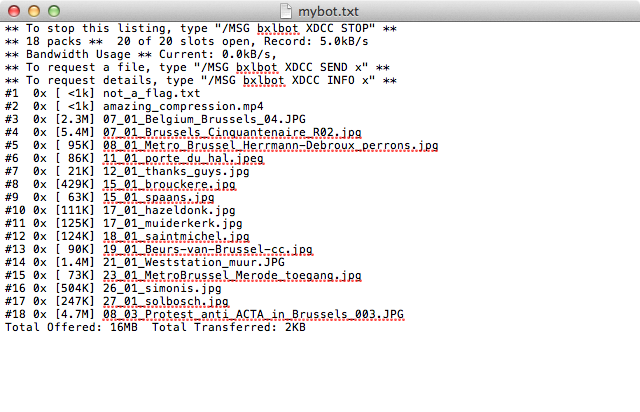 mybot.txt
** To stop this listing, type "/MSG bxlbot XDCC STOP" **
** 18 packs **  20 of 20 slots open, Record: 5.0kB/s
** Bandwidth Usage ** Current: 0.0kB/s,
** To request a file, type "/MSG bxlbot XDCC SEND x" **
** To request details, type "/MSG bxlbot XDCC INFO x" **
#1  0x [ <1k] not_a_flag.txt
#2  0x [ <1k] amazing_compression.mp4
#3  0x [2.3M] 07_01_Belgium_Brussels_04.JPG
#4  0x [5.4M] 07_01_Brussels_Cinquantenaire_R02.jpg
#5  0x [ 95K] 08_01_Metro_Brussel_Herrmann-Debroux_perrons.jpg
#6  0x [ 86K] 11_01_porte_du_hal.jpeg
#7  0x [ 21K] 12_01_thanks_guys.jpg
#8  0x [429K] 15_01_brouckere.jpg
#9  0x [ 63K] 15_01_spaans.jpg
#10 0x [111K] 17_01_hazeldonk.jpg
#11 0x [125K] 17_01_muiderkerk.jpg
#12 0x [124K] 18_01_saintmichel.jpg
#13 0x [ 90K] 19_01_Beurs-van-Brussel-cc.jpg
#14 0x [1.4M] 21_01_Weststation_muur.JPG
#15 0x [ 73K] 23_01_MetroBrussel_Merode_toegang.jpg
#16 0x [504K] 26_01_simonis.jpg
#17 0x [247K] 27_01_solbosch.jpg
#18 0x [4.7M] 08_03_Protest_anti_ACTA_in_Brussels_003.JPG
Total Offered: 16MB  Total Transferred: 2KB